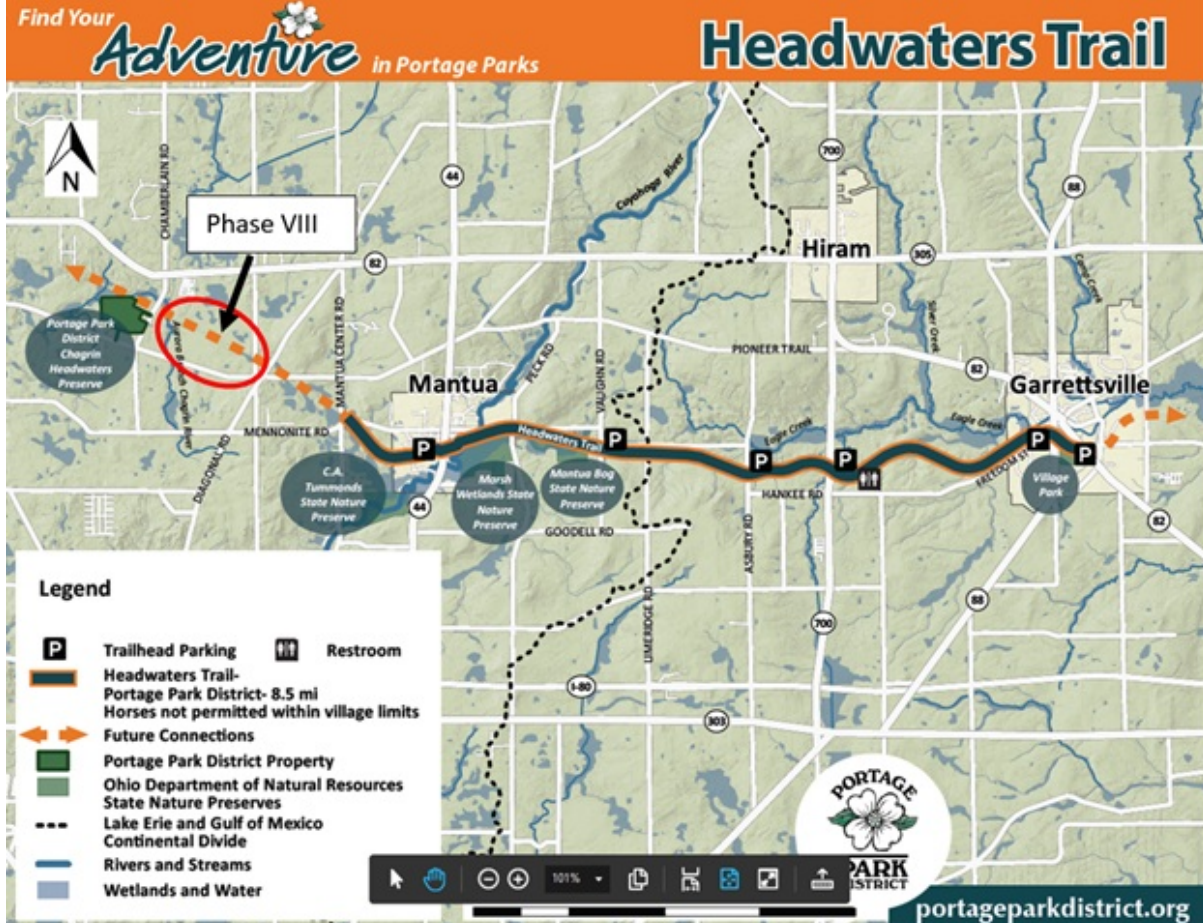 Find Your
Adventure
in Portage Parks
Headwaters Trail
N
CHAMBERLAIN RD
Phase VIII
44
Cuyahoga River
700
88
82
Hiram
305
Camp Creek
Silver Creek
Portage Park
District
Chagrin
Headwaters
Preserve
Aurora Branch Chagrin River
MANTUA CENTER RD
Mantua
PECK RD
VAUGHN RD
PIONEER TRAIL
82
Garrettsville
MENNONITE RD
DIAGONAL RD
P
Headwaters Trail
P
Eagle Creek
P
P
Eagle Creek
P
P
FREEDOM ST
C.A.
Tummonds
State Nature
Preserve
44
Marsh
Wetlands State
Nature
Preserve
Mantua Bog
State Nature
Preserve
HANKEE RD
Village
Park
82
GOODELL RD
ASBURY RD
LIMERIDGE RD
88
700
I-80
303
Legend
P Trailhead Parking Restroom
Headwaters Trail-
Portage Park District- 8.5 mi
Horses not permitted within village limits
Future Connections
Portage Park District Property
Ohio Department of Natural Resources
State Nature Preserves
Lake Erie and Gulf of Mexico
Continental Divide
Rivers and Streams
Wetlands and Water
101%
PORTAGE
PARK
DISTRICT
portageparkdistrict.org